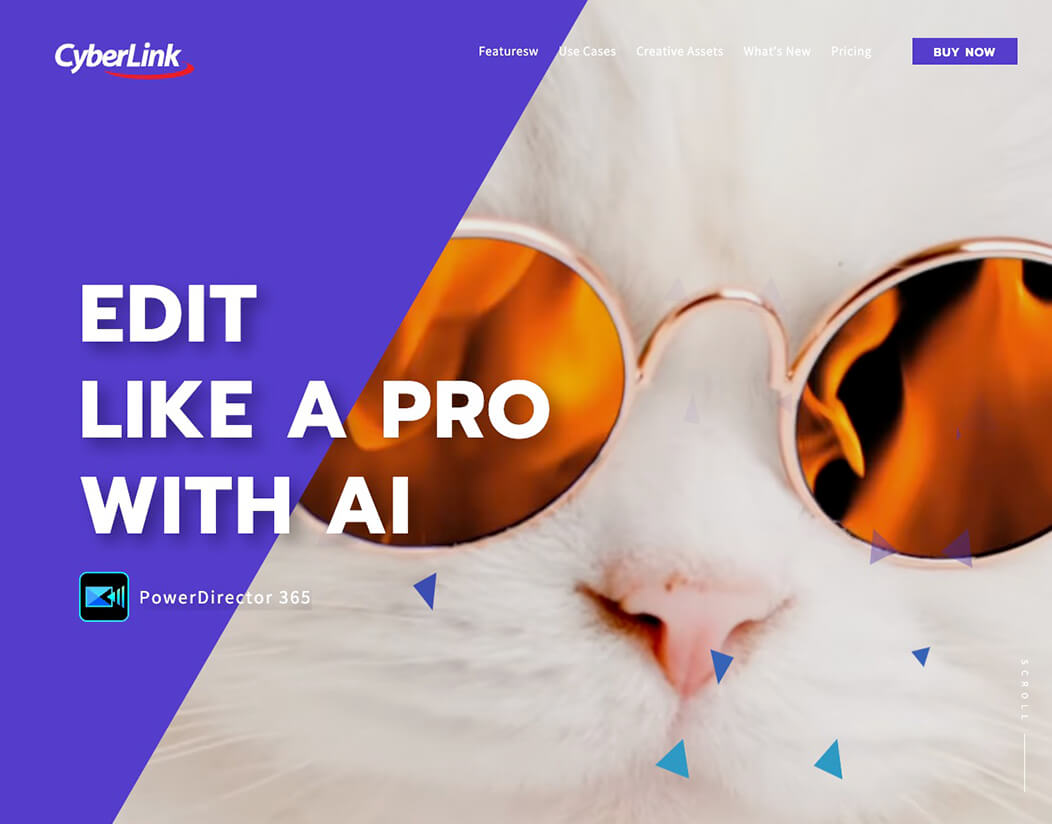 CyberLink
Featuresw Use Cases Creative Assets What's New Pricing BUY NOW
EDIT
LIKE A PRO
WITH AI
PowerDirector 365
SCROLL